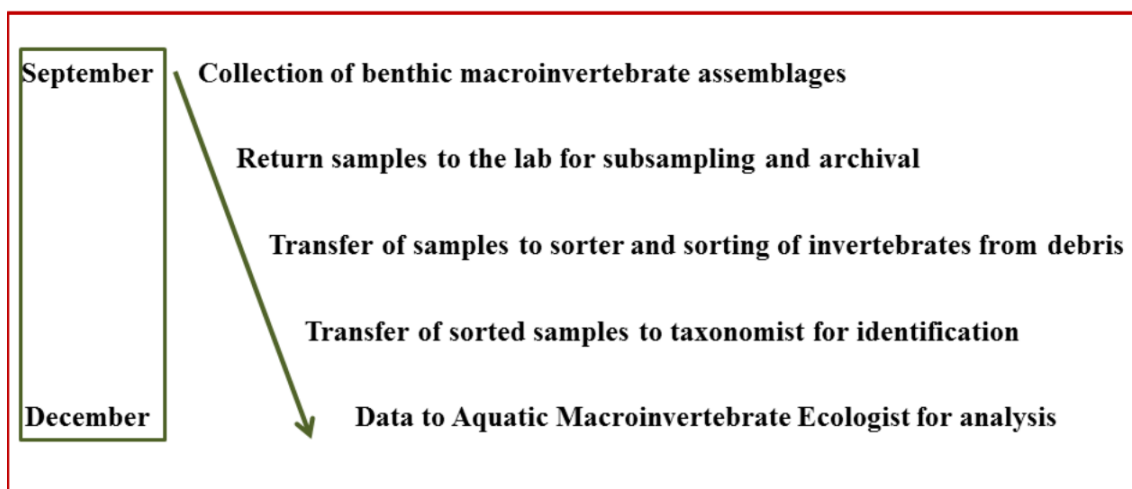 September Collection of benthic macroinvertebrate assemblages
Return samples to the lab for subsampling and archival
Transfer of samples to sorter and sorting of invertebrates from debris
Transfer of sorted samples to taxonomist for identification
December Data to Aquatic Macroinvertebrate Ecologist for analysis